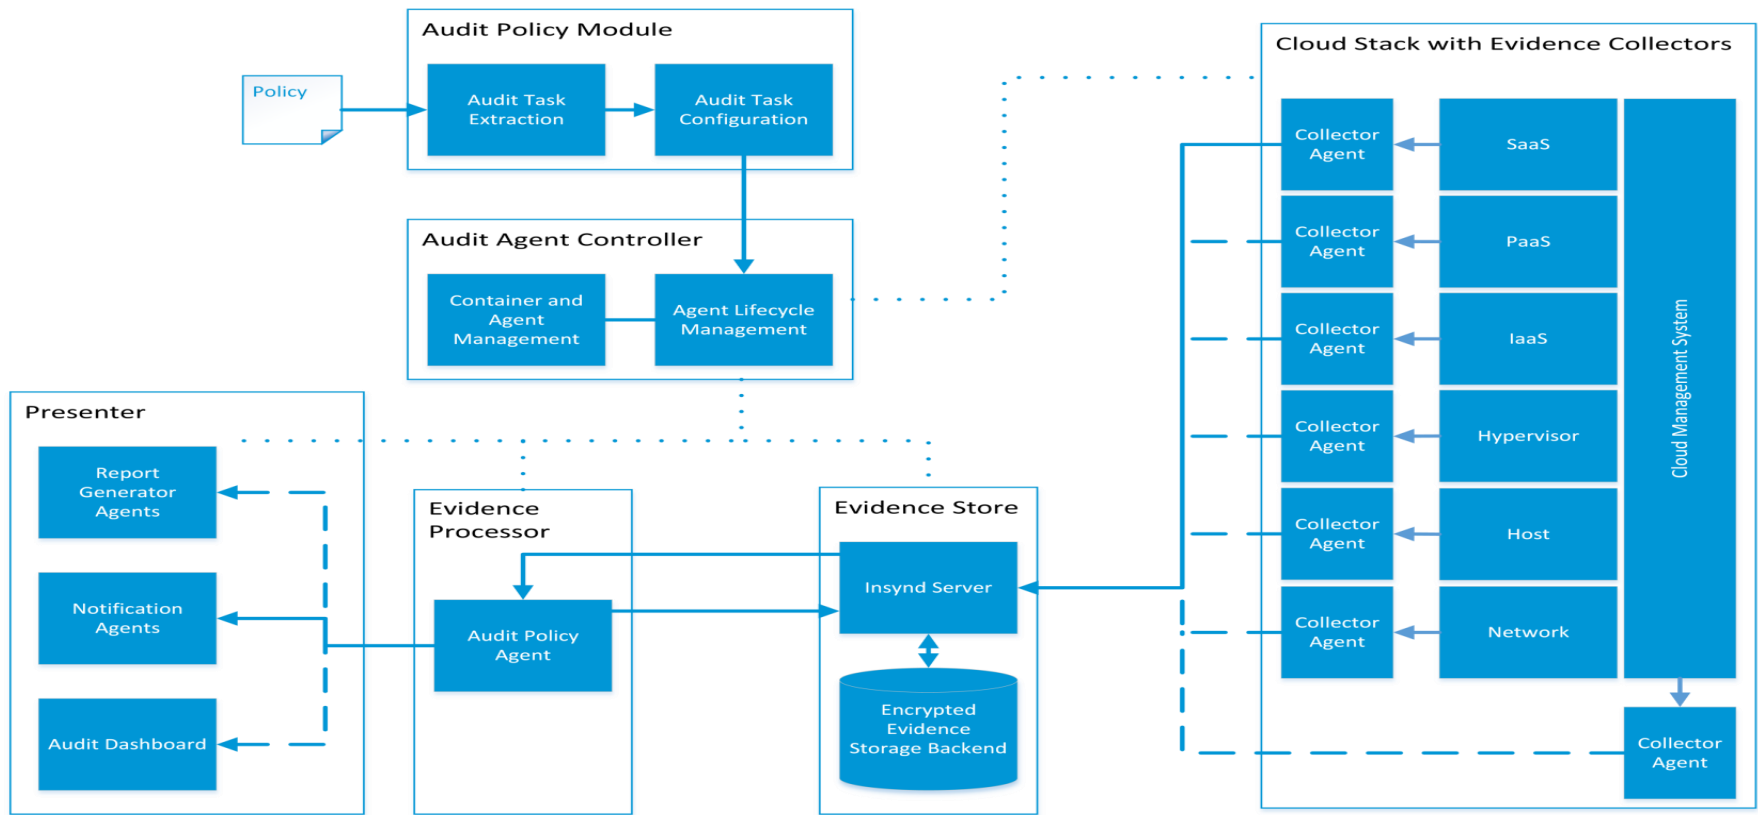 Audit Policy Module
Policy
Audit Task
Extraction
Audit Task
Configuration
Audit Agent Controller
Container and
Agent
Management
Agent Lifecycle
Management
Presenter
Report
Generator
Agents
Notification
Agents
Audit Dashboard
Evidence
Processor
Audit Policy
Agent
Evidence Store
Insynd Server
Encrypted
Evidence
Storage Backend
Cloud Stack with Evidence Collectors
Collector
Agent
SaaS
Collector
Agent
PaaS
Collector
Agent
IaaS
Collector
Agent
Hypervisor
Collector
Agent
Host
Collector
Agent
Network
Cloud Management System
Collector
Agent